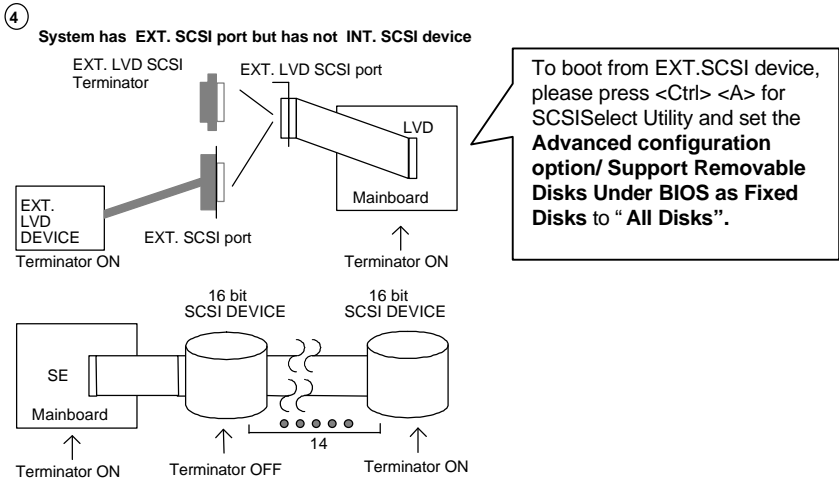 4
System has EXT. SCSI port but has not INT. SCSI device
EXT. LVD SCSI
Terminator
EXT. LVD SCSI port
LVD
Mainboard
EXT.
LVD
DEVICE
EXT. SCSI port
Terminator ON
Terminator ON
To boot from EXT.SCSI device,
please press <Ctrl> <A> for
SCSISelect Utility and set the
Advanced configuration
option/ Support Removable
Disks Under BIOS as Fixed
Disks to “ All Disks”.
16 bit
SCSI DEVICE
16 bit
SCSI DEVICE
SE
Mainboard
14
Terminator ON
Terminator OFF
Terminator ON